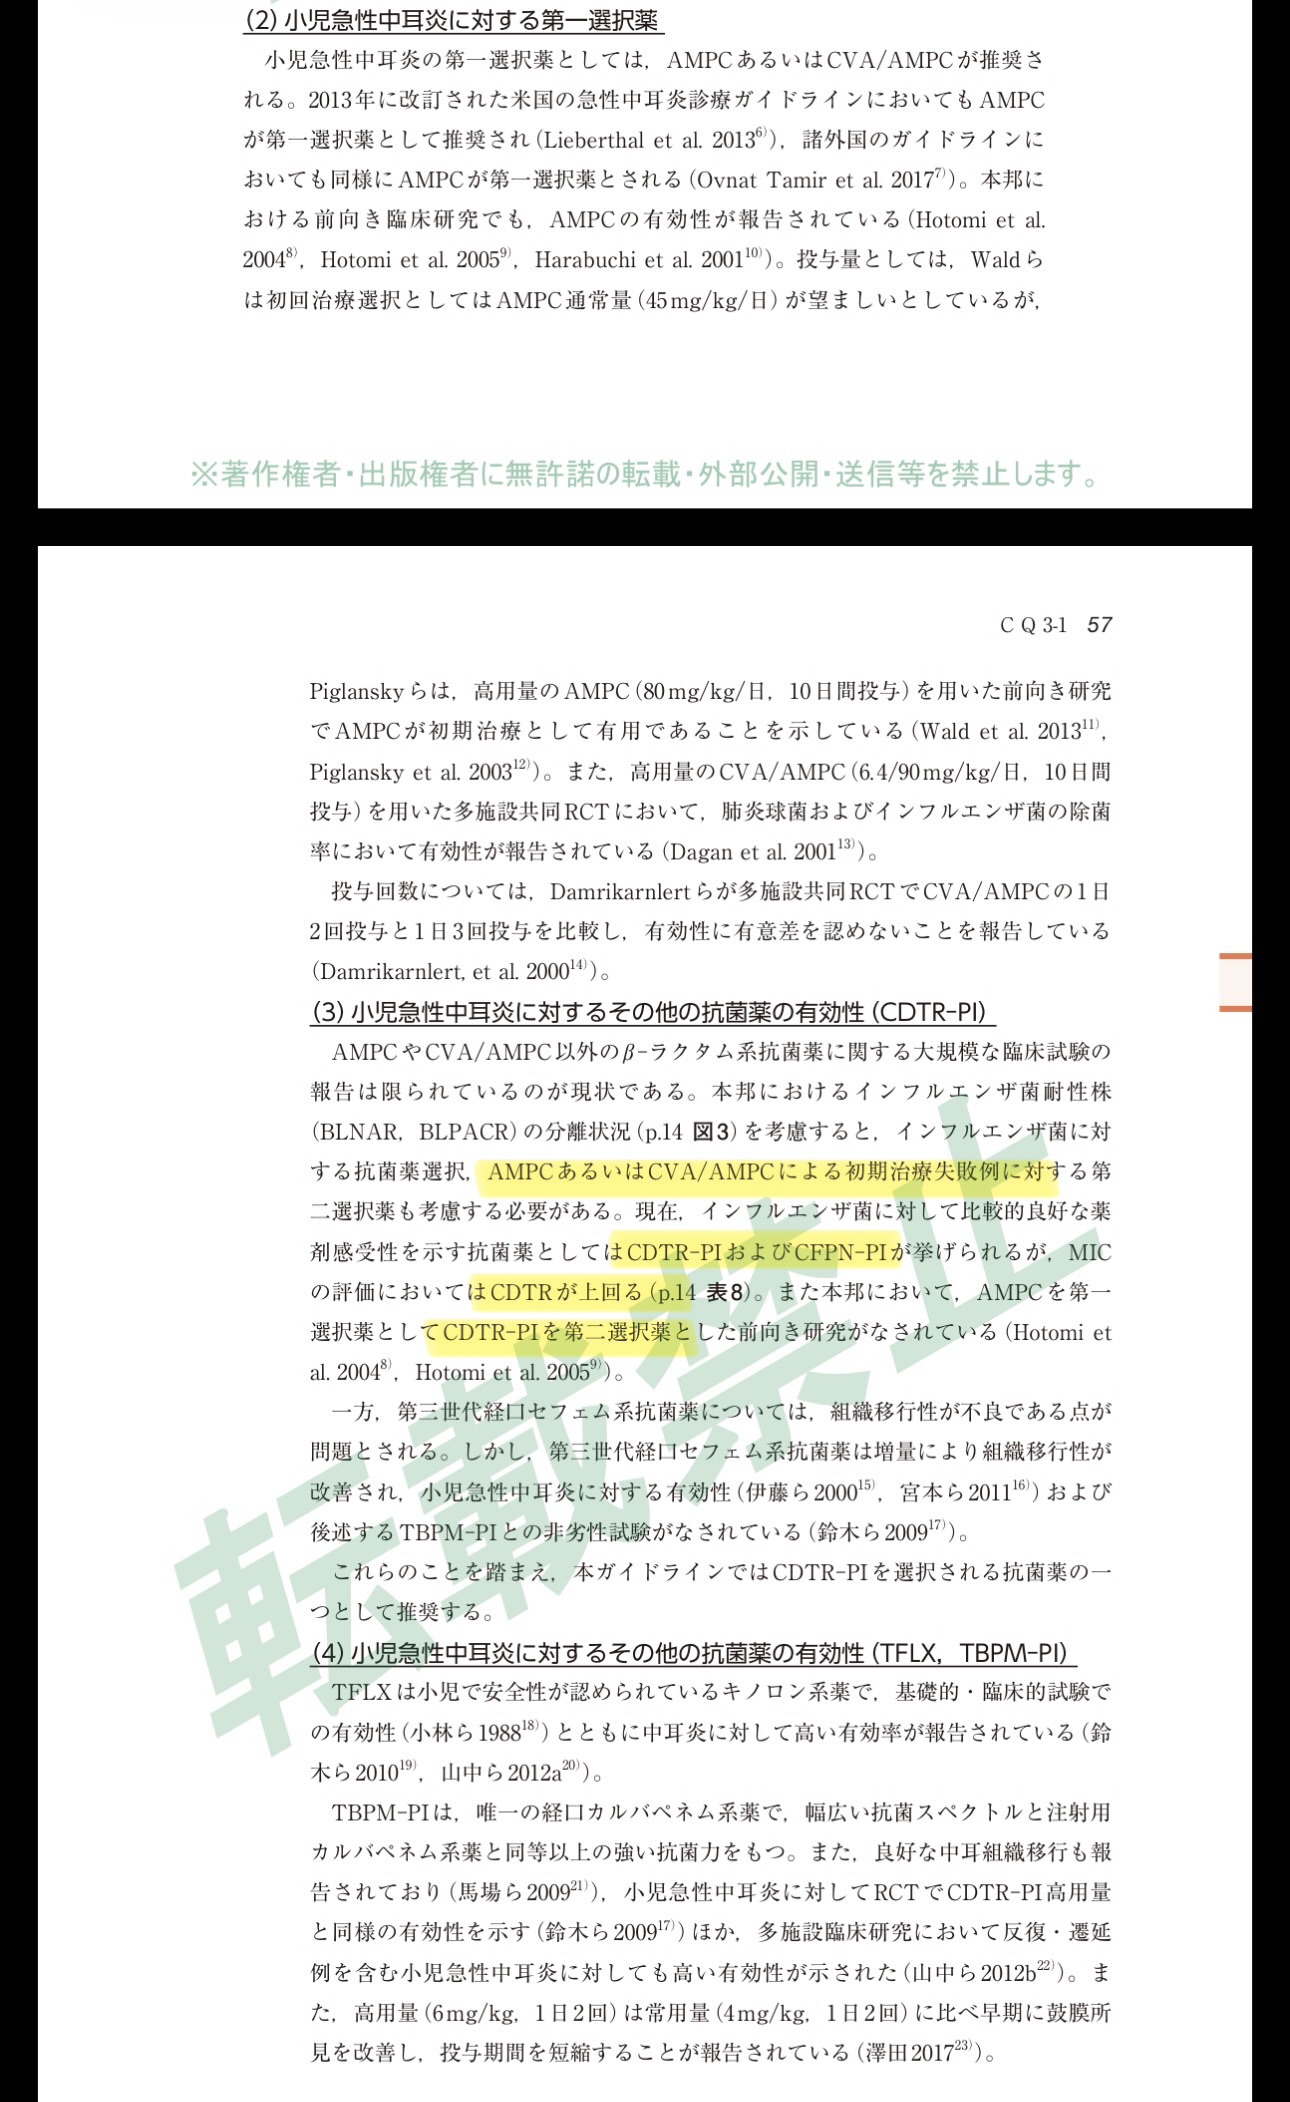 (2) 小児急性中耳炎に対する第一選択薬
小児急性中耳炎の第一選択薬としては，AMPCあるいはCVA/AMPCが推奨さ
れる。2013年に改訂された米国の急性中耳炎診療ガイドラインにおいてもAMPC
が第一選択薬として推奨され(Lieberthal et al. 2013⁶⁾)，諸外国のガイドラインに
おいても同様にAMPCが第一選択薬とされる(Ovnat Tamir et al. 2017⁷⁾)。本邦に
おける前向き臨床研究でも，AMPCの有効性が報告されている(Hotomi et al.
2004⁸⁾，Hotomi et al. 2005⁹⁾，Harabuchi et al. 2001¹⁰⁾)。投与量としては，Waldら
は初回治療選択としてはAMPC通常量(45mg/kg/日)が望ましいとしているが，
※著作権者・出版権者に無許諾の転載・外部公開・送信等を禁止します。
CQ3-1 57
Piglanskyらは，高用量のAMPC(80mg/kg/日，10日間投与)を用いた前向き研究
でAMPCが初期治療として有用であることを示している(Wald et al. 2013¹¹⁾，
Piglansky et al. 2003¹²⁾)。また，高用量のCVA/AMPC(6.4/90mg/kg/日，10日間
投与)を用いた多施設共同RCTにおいて，肺炎球菌およびインフルエンザ菌の除菌
率において有効性が報告されている(Dagan et al. 2001¹³⁾)。
投与回数については，Damrikarnlertらが多施設共同RCTでCVA/AMPCの1日
2回投与と1日3回投与を比較し，有効性に有意差を認めないことを報告している
(Damrikarnlert, et al. 2000¹⁴⁾)。
(3) 小児急性中耳炎に対するその他の抗菌薬の有効性(CDTR-PI)
AMPCやCVA/AMPC以外のβ-ラクタム系抗菌薬に関する大規模な臨床試験の
報告は限られているのが現状である。本邦におけるインフルエンザ菌耐性株
(BLNAR，BLPACR)の分離状況(p.14 図3)を考慮すると，インフルエンザ菌に対
する抗菌薬選択，AMPCあるいはCVA/AMPCによる初期治療失敗例に対する第
二選択薬も考慮する必要がある。現在，インフルエンザ菌に対して比較的良好な薬
剤感受性を示す抗菌薬としてはCDTR-PIおよびCFPN-PIが挙げられるが，MIC
の評価においてはCDTRが上回る(p.14 表8)。また本邦において，AMPCを第一
選択薬としてCDTR-PIを第二選択薬とした前向き研究がなされている(Hotomi et
al. 2004⁸⁾，Hotomi et al. 2005⁹⁾)。
一方，第三世代経口セフェム系抗菌薬については，組織移行性が不良である点が
問題とされる。しかし，第三世代経口セフェム系抗菌薬は増量により組織移行性が
改善され，小児急性中耳炎に対する有効性(伊藤ら2000¹⁵⁾，宮本ら2011¹⁶⁾)および
後述するTBPM-PIとの非劣性試験がなされている(鈴木ら2009¹⁷⁾)。
これらのことを踏まえ，本ガイドラインではCDTR-PIを選択される抗菌薬の一
つとして推奨する。
(4) 小児急性中耳炎に対するその他の抗菌薬の有効性(TFLX，TBPM-PI)
TFLXは小児で安全性が認められているキノロン系薬で，基礎的・臨床的試験で
の有効性(小林ら1988¹⁸⁾)とともに中耳炎に対して高い有効率が報告されている(鈴
木ら2010¹⁹⁾，山中ら2012a²⁰⁾)。
TBPM-PIは，唯一の経口カルバペネム系薬で，幅広い抗菌スペクトルと注射用
カルバペネム系薬と同等以上の強い抗菌力をもつ。また，良好な中耳組織移行も報
告されており(馬場ら2009²¹⁾)，小児急性中耳炎に対してRCTでCDTR-PI高用量
と同様の有効性を示す(鈴木ら2009¹⁷⁾)ほか，多施設臨床研究において反復・遷延
例を含む小児急性中耳炎に対しても高い有効性が示された(山中ら2012b²²⁾)。ま
た，高用量(6mg/kg，1日2回)は常用量(4mg/kg，1日2回)に比べ早期に鼓膜所
見を改善し，投与期間を短縮することが報告されている(澤田2017²³⁾)。
転載禁止